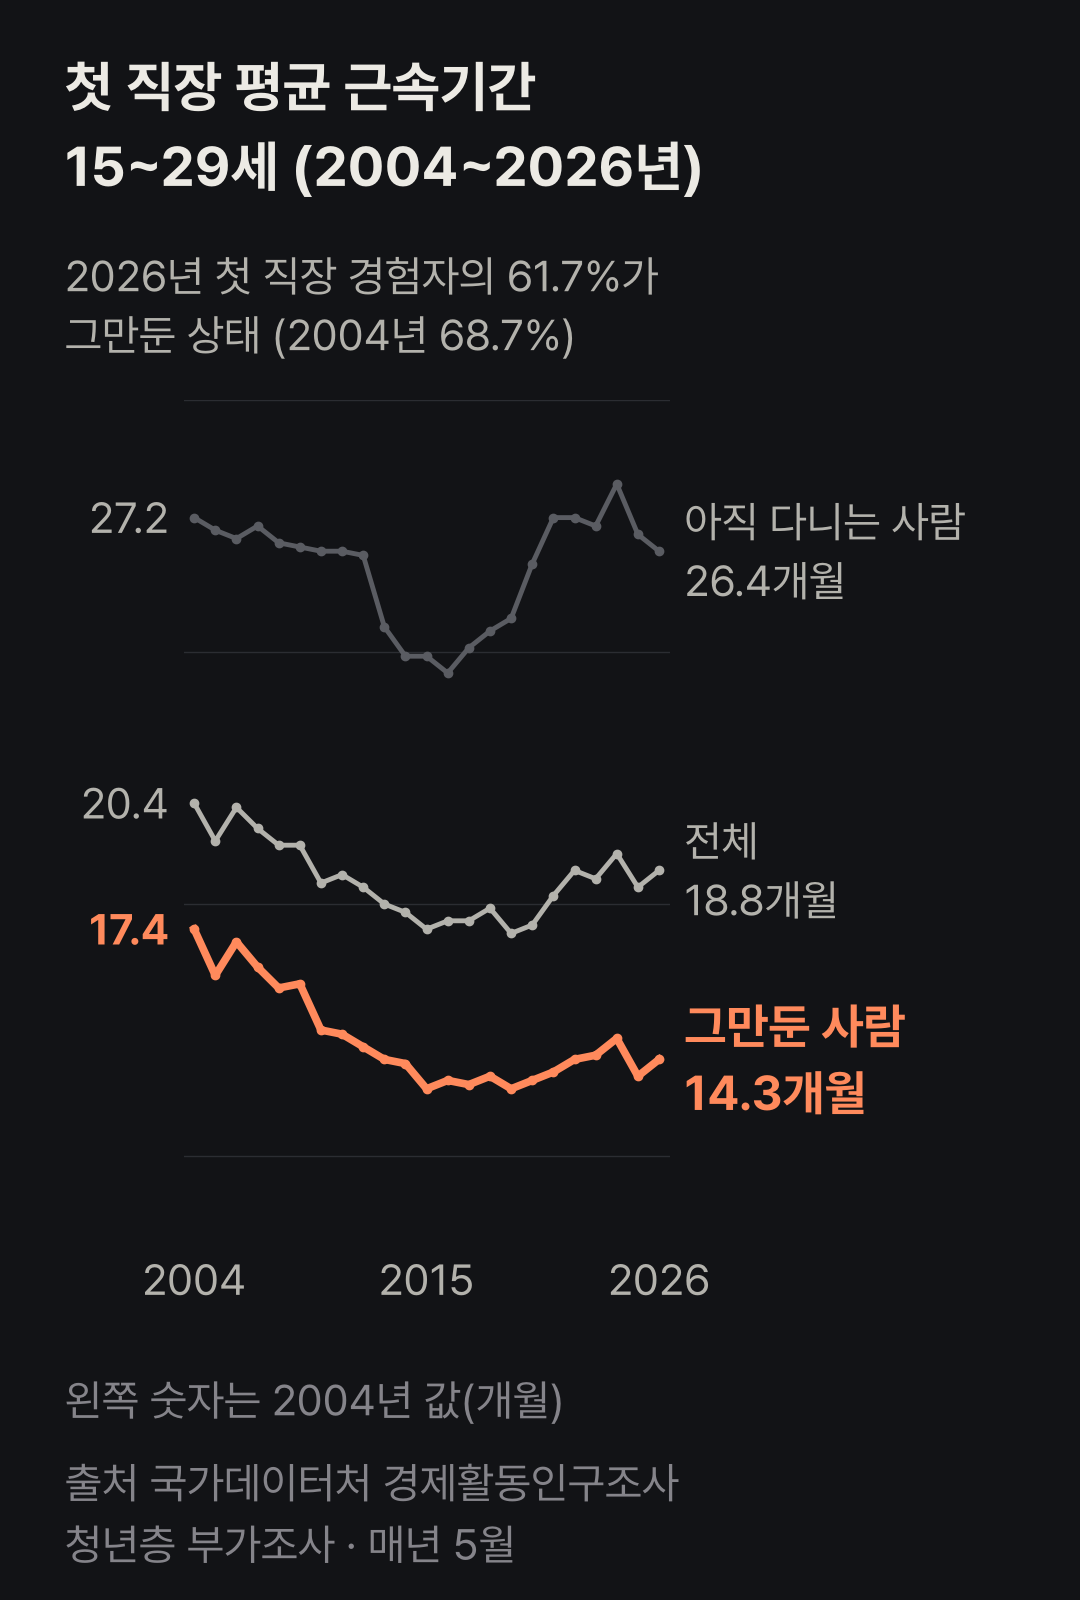 첫 직장 평균 근속기간
15~29세 (2004~2026년)
2026년 첫 직장 경험자의 61.7%가
그만둔 상태 (2004년 68.7%)
27.2
아직 다니는 사람
26.4개월
20.4
전체
18.8개월
17.4
그만둔 사람
14.3개월
2004 2015 2026
왼쪽 숫자는 2004년 값(개월)
출처 국가데이터처 경제활동인구조사
청년층 부가조사 · 매년 5월